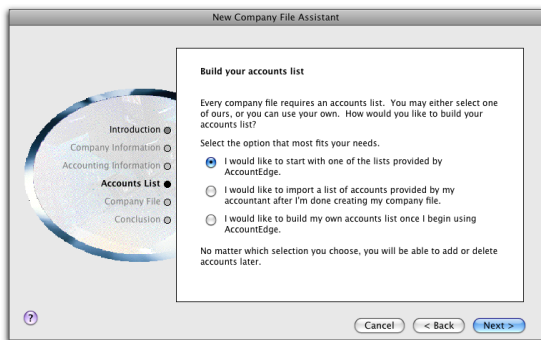 New Company File Assistant
Introduction
Company Information
Accounting Information
Accounts List
Company File
Conclusion
Build your accounts list
Every company file requires an accounts list. You may either select one
of ours, or you can use your own. How would you like to build your
accounts list?
Select the option that most fits your needs.
I would like to start with one of the lists provided by
AccountEdge.
I would like to import a list of accounts provided by my
accountant after I'm done creating my company file.
I would like to build my own accounts list once I begin using
AccountEdge.
No matter which selection you choose, you will be able to add or delete
accounts later.
?
Cancel
< Back
Next >